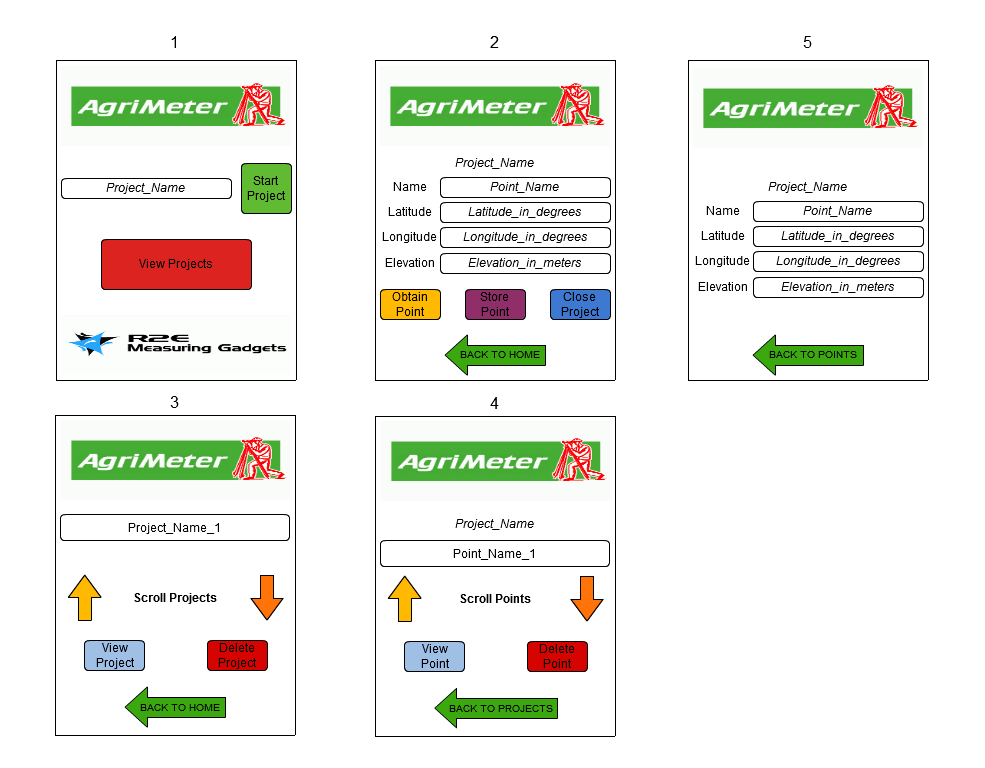 1
AgriMeter
Project_Name
Start
Project
View Projects
R2E
Measuring Gadgets
2
AgriMeter
Project_Name
Name Point_Name
Latitude Latitude_in_degrees
Longitude Longitude_in_degrees
Elevation Elevation_in_meters
Obtain
Point
Store
Point
Close
Project
BACK TO HOME
5
AgriMeter
Project_Name
Name Point_Name
Latitude Latitude_in_degrees
Longitude Longitude_in_degrees
Elevation Elevation_in_meters
BACK TO POINTS
3
AgriMeter
Project_Name_1
Scroll Projects
View
Project
Delete
Project
BACK TO HOME
4
AgriMeter
Project_Name
Point_Name_1
Scroll Points
View
Point
Delete
Point
BACK TO PROJECTS